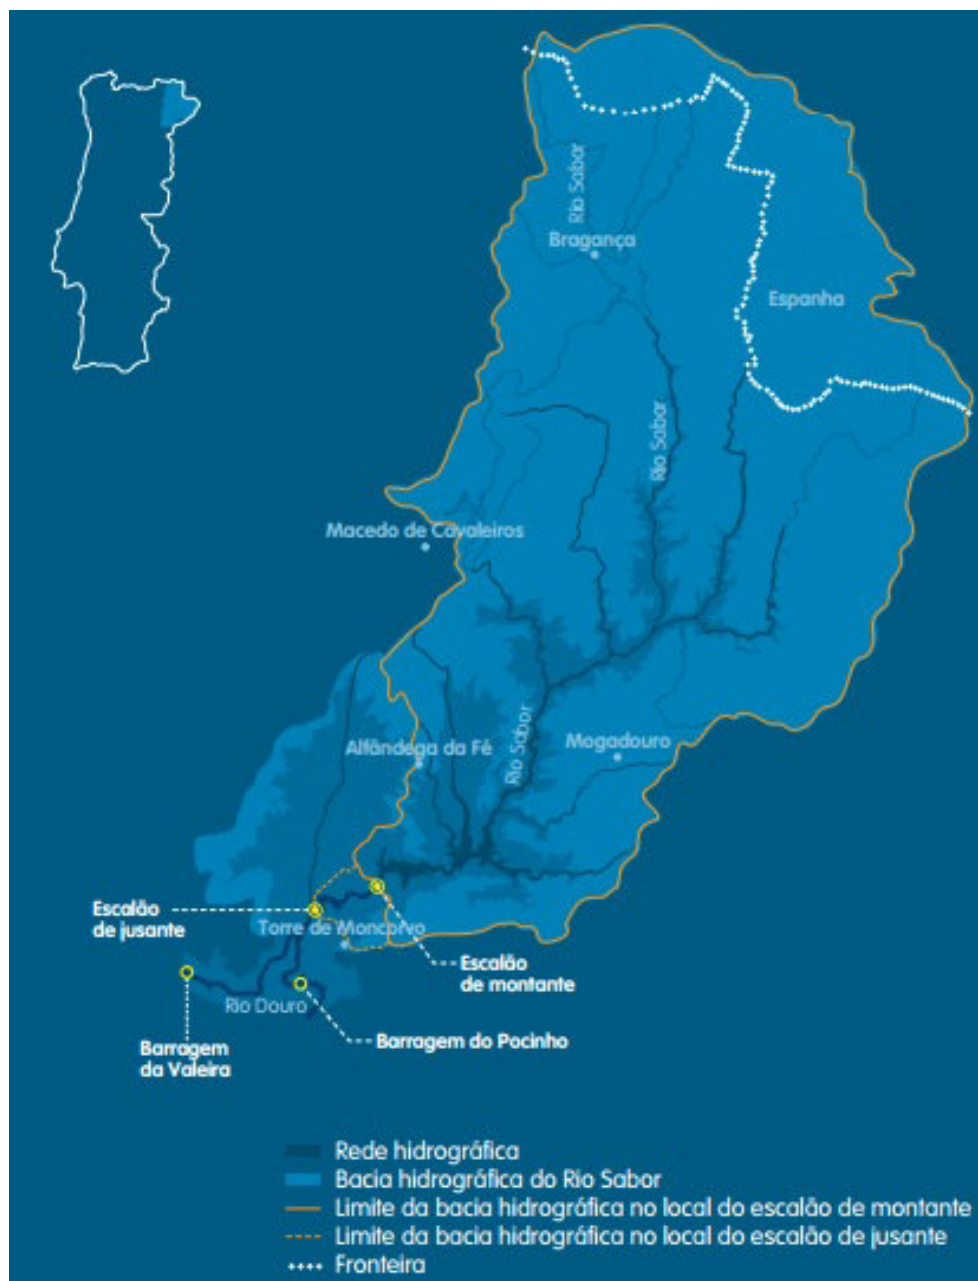 Rio Sabar
Bragança
Espanha
Rio Sabar
Macedo de Cavaleiros
Rio Sabor
Alfândega da Fé
Mogadouro
Escalão
de jusante
Torre de Moncorvo
Escalão
de montante
Rio Douro
Barragem do Pocinho
Barragem
da Valeira
Rede hidrográfica
Bacia hidrográfica do Rio Sabor
Limite da bacia hidrográfica no local do escalão de montante
Limite da bacia hidrográfica no local do escalão de jusante
Fronteira